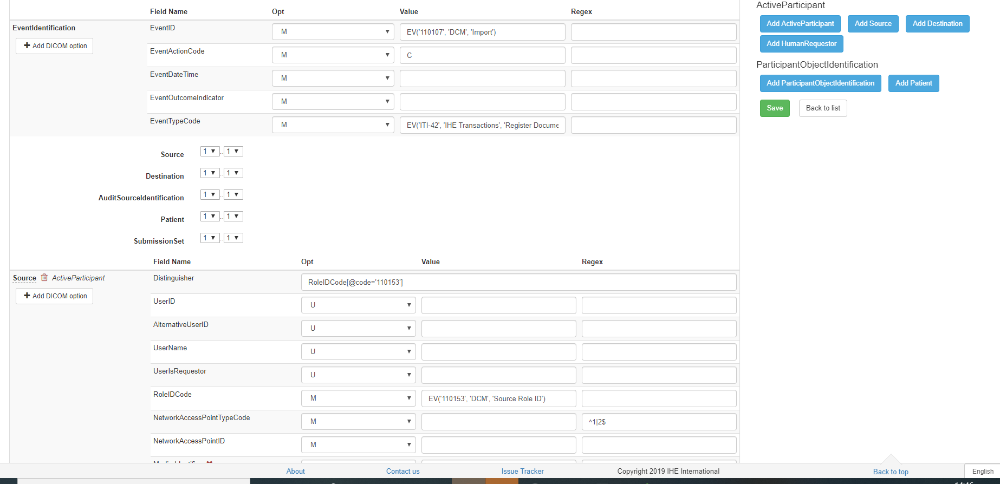 Field Name Opt Value Regex
EventIdentification
Add DICOM option
EventID M EV('110107', 'DCM', 'Import')
EventActionCode M C
EventDateTime M
EventOutcomeIndicator M
EventTypeCode M EV('ITI-42', 'IHE Transactions', 'Register Docume
Source 1 .. 1
Destination 1 .. 1
AuditSourceIdentification 1 .. 1
Patient 1 .. 1
SubmissionSet 1 .. 1
Field Name Opt Value Regex
Source ActiveParticipant
Add DICOM option
Distinguisher RoleIDCode[@code='110153']
UserID U
AlternativeUserID U
UserName U
UserIsRequestor U
RoleIDCode M EV('110153', 'DCM', 'Source Role ID')
NetworkAccessPointTypeCode M ^1|2$
NetworkAccessPointID M
ActiveParticipant
Add ActiveParticipant Add Source Add Destination
Add HumanRequestor
ParticipantObjectIdentification
Add ParticipantObjectIdentification Add Patient
Save Back to list
About Contact us Issue Tracker Copyright 2019 IHE International Back to top English